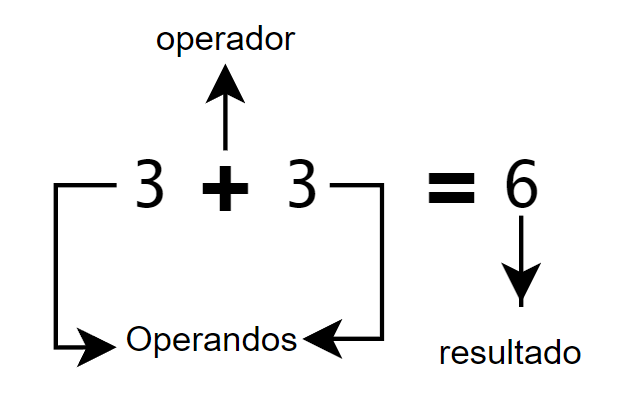 operador
3 + 3 = 6
Operandos
resultado